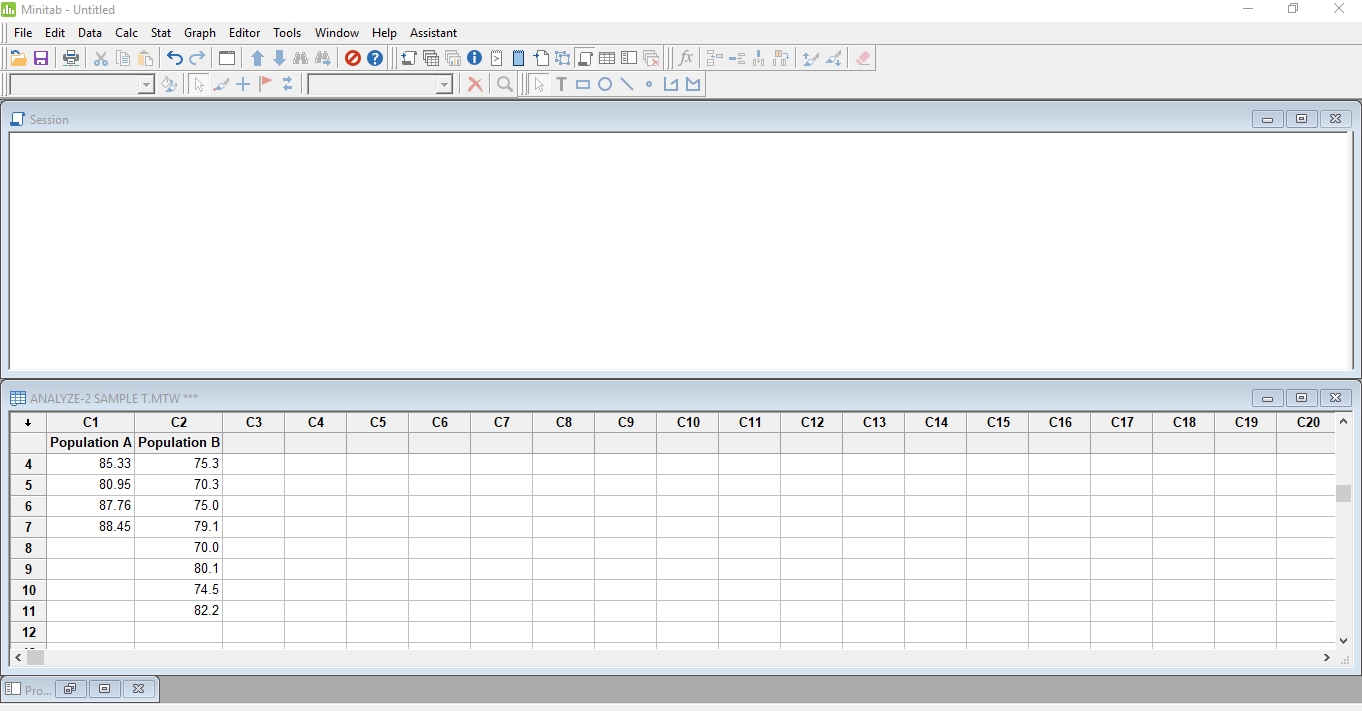 Minitab - Untitled
File Edit Data Calc Stat Graph Editor Tools Window Help Assistant
Session
ANALYZE-2 SAMPLE T.MTW ***
C1 C2 C3 C4 C5 C6 C7 C8 C9 C10 C11 C12 C13 C14 C15 C16 C17 C18 C19 C20
Population A Population B
4 85.33 75.3
5 80.95 70.3
6 87.76 75.0
7 88.45 79.1
8 70.0
9 80.1
10 74.5
11 82.2
12
Pro...